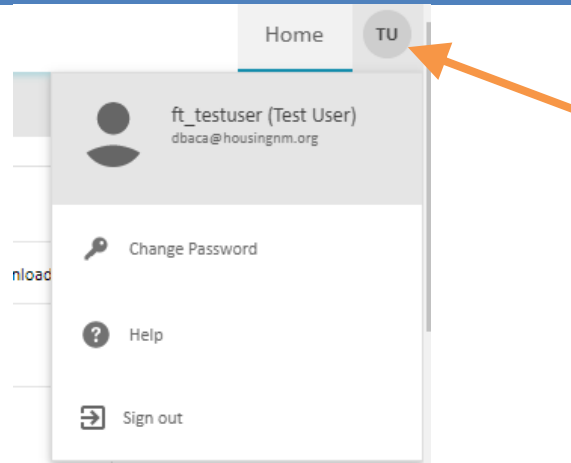 Home
TU
ft_testuser (Test User)
dbaca@housingnm.org
Change Password
nload
Help
Sign out